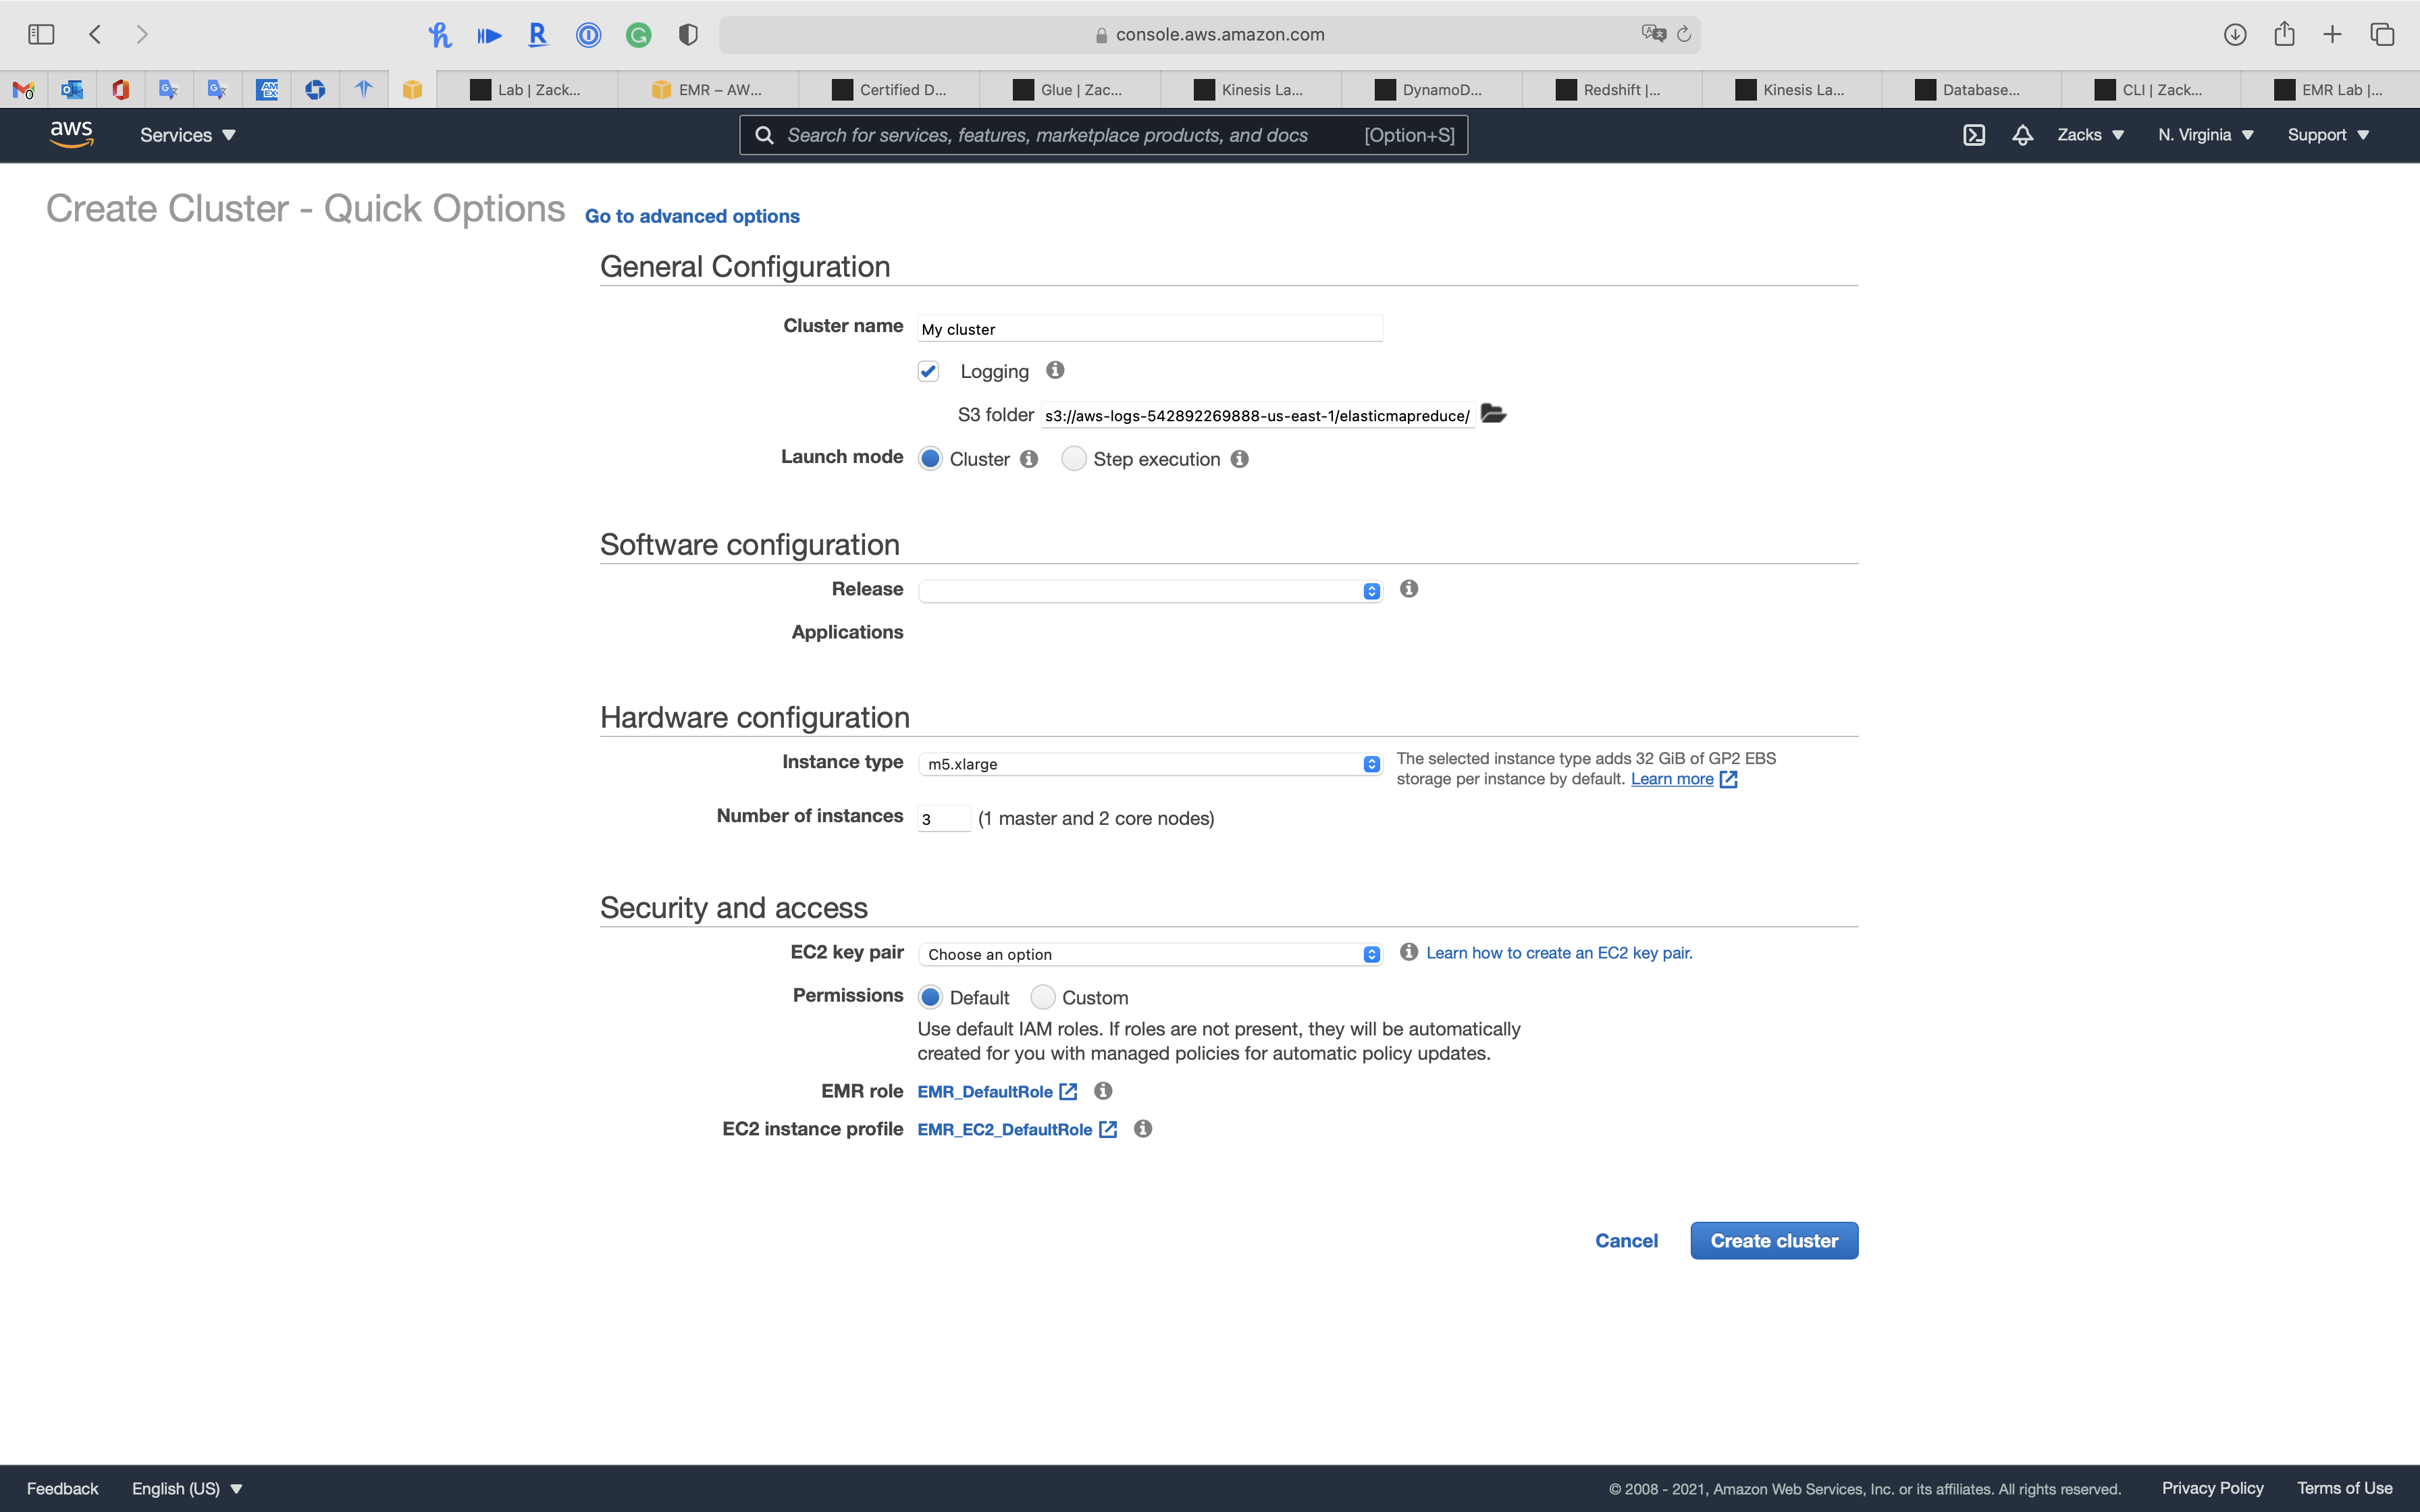 console.aws.amazon.com
Lab | Zack...
EMR – AW...
Certified D...
Glue | Zac...
Kinesis La...
DynamoD...
Redshift |...
Kinesis La...
Database...
CLI | Zack...
EMR Lab |...
aws
Services
Search for services, features, marketplace products, and docs [Option+S]
Zacks
N. Virginia
Support
Create Cluster - Quick Options Go to advanced options
General Configuration
Cluster name My cluster
Logging
S3 folder s3://aws-logs-542892269888-us-east-1/elasticmapreduce/
Launch mode Cluster Step execution
Software configuration
Release
Applications
Hardware configuration
Instance type m5.xlarge
The selected instance type adds 32 GiB of GP2 EBS
storage per instance by default. Learn more
Number of instances 3 (1 master and 2 core nodes)
Security and access
EC2 key pair Choose an option Learn how to create an EC2 key pair.
Permissions Default Custom
Use default IAM roles. If roles are not present, they will be automatically
created for you with managed policies for automatic policy updates.
EMR role EMR_DefaultRole
EC2 instance profile EMR_EC2_DefaultRole
Cancel Create cluster
Feedback English (US) © 2008 - 2021, Amazon Web Services, Inc. or its affiliates. All rights reserved. Privacy Policy Terms of Use